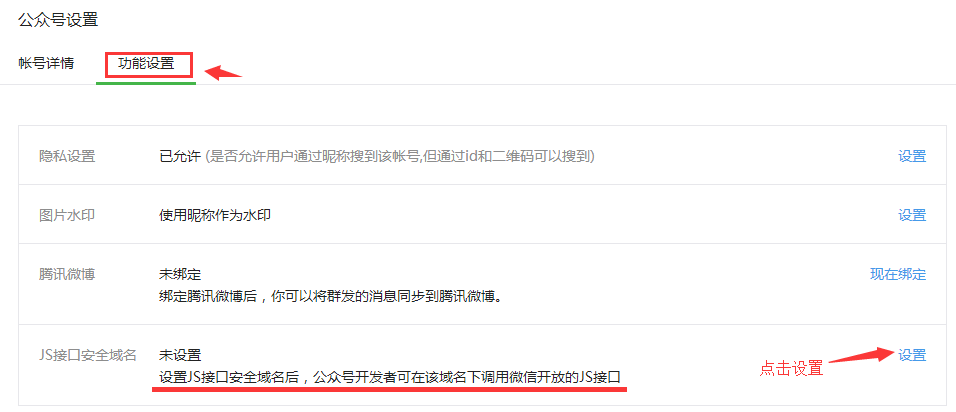 公众号设置
帐号详情 功能设置
隐私设置 已允许 (是否允许用户通过昵称搜到该帐号,但通过id和二维码可以搜到) 设置
图片水印 使用昵称作为水印 设置
腾讯微博 未绑定 现在绑定
绑定腾讯微博后，你可以将群发的消息同步到腾讯微博。
JS接口安全域名 未设置 设置
点击设置
设置JS接口安全域名后，公众号开发者可在该域名下调用微信开放的JS接口